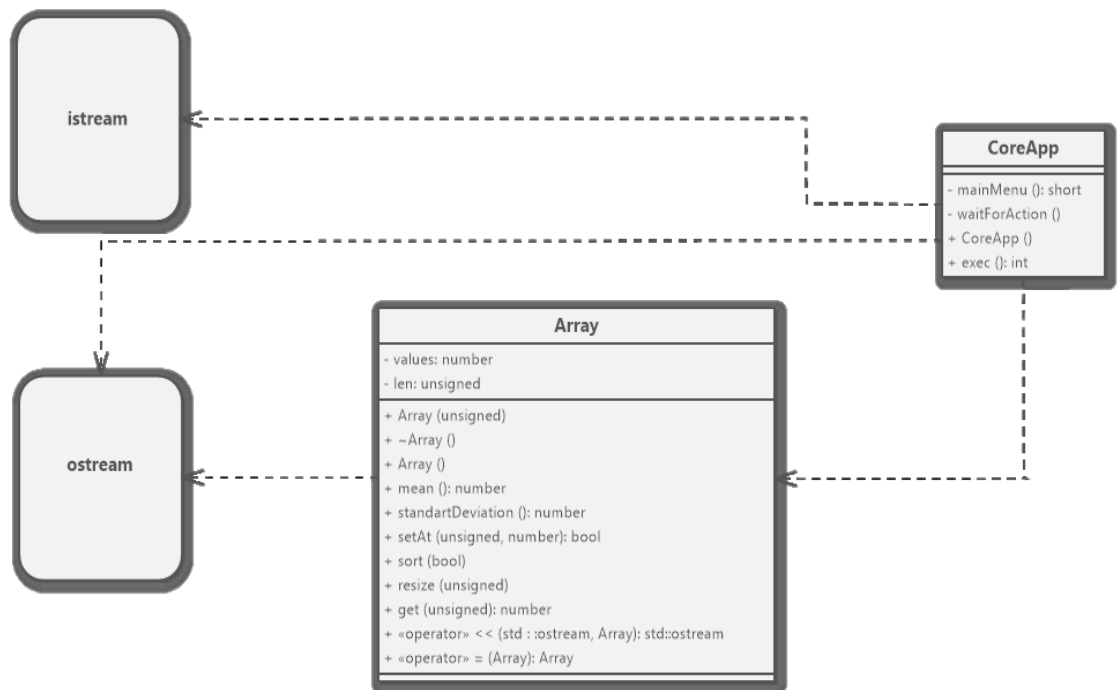 istream
CoreApp
- mainMenu (): short
- waitForAction ()
+ CoreApp ()
+ exec (): int
Array
- values: number
- len: unsigned
+ Array (unsigned)
+ ~Array ()
+ Array ()
+ mean (): number
+ standartDeviation (): number
+ setAt (unsigned, number): bool
+ sort (bool)
+ resize (unsigned)
+ get (unsigned): number
+ «operator» << (std : :ostream, Array): std::ostream
+ «operator» = (Array): Array
ostream